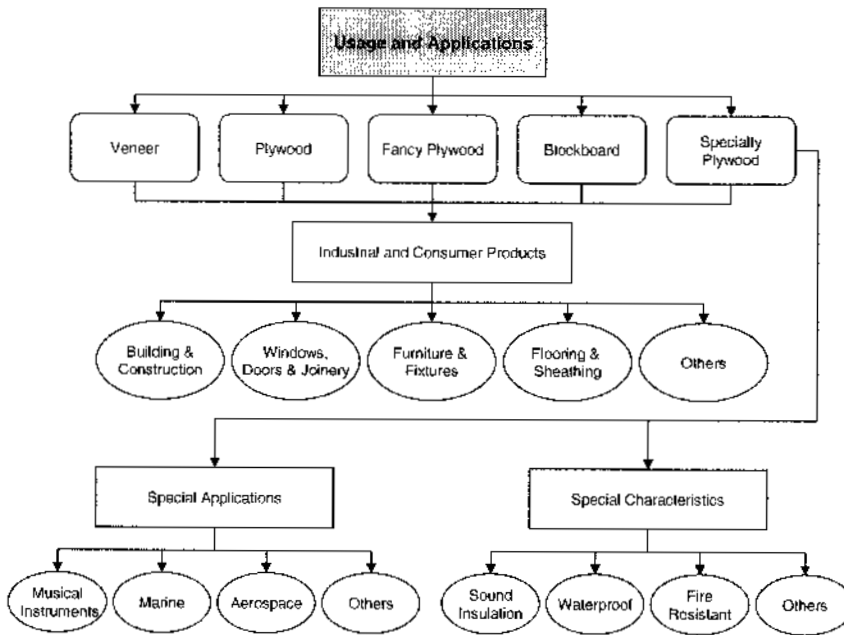 Usage and Applications
Veneer
Plywood
Fancy Plywood
Blockboard
Specially
Plywood
Industrial and Consumer Products
Building &
Construction
Windows,
Doors & Joinery
Furniture &
Fixtures
Flooring &
Sheathing
Others
Special Applications
Special Characteristics
Musical
Instruments
Marine
Aerospace
Others
Sound
Insulation
Waterproof
Fire
Resistant
Others